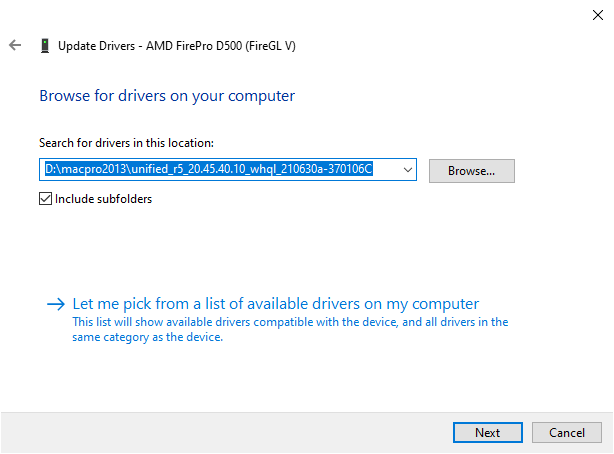 Update Drivers - AMD FirePro D500 (FireGL V)
Browse for drivers on your computer
Search for drivers in this location:
D:\macpro2013\unified_r5_20.45.40.10_whql_210630a-370106C
Browse...
Include subfolders
Let me pick from a list of available drivers on my computer
This list will show available drivers compatible with the device, and all drivers in the
same category as the device.
Next
Cancel